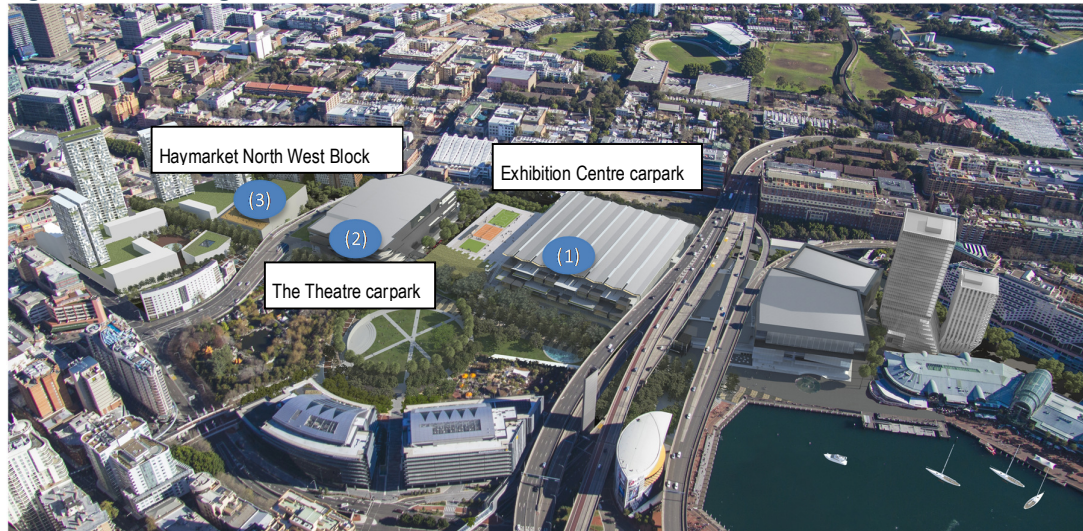 Haymarket North West Block
Exhibition Centre carpark
(3)
(2)
(1)
The Theatre carpark